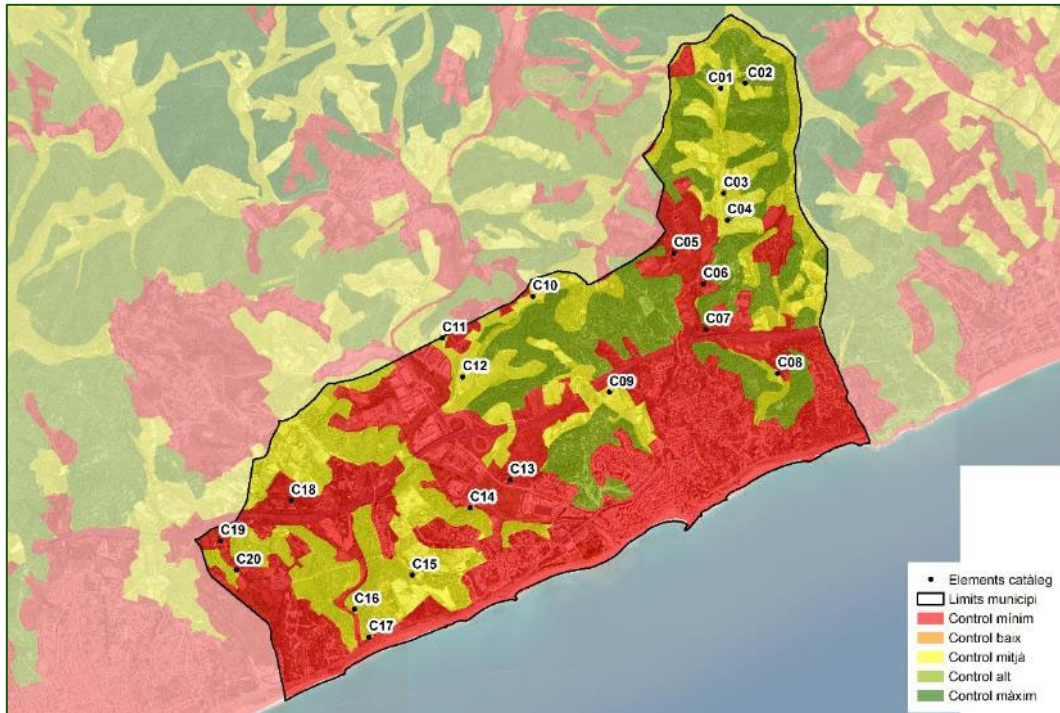 C01
C02
C03
C04
C05
C06
C07
C08
C09
C10
C11
C12
C13
C14
C15
C16
C17
C18
C19
C20
Elements catàleg
Límits municipi
Control mínim
Control baix
Control mitjà
Control alt
Control màxim